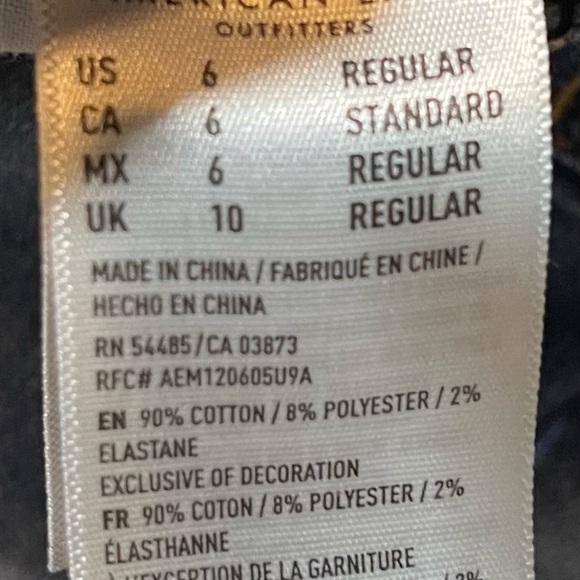 AMERICAN
OUTFITTERS
US 6 REGULAR
CA 6 STANDARD
MX 6 REGULAR
UK 10 REGULAR
MADE IN CHINA / FABRIQUÉ EN CHINE /
HECHO EN CHINA
RN 54485/CA 03873
RFC# AEM120605U9A
EN 90% COTTON / 8% POLYESTER / 2%
ELASTANE
EXCLUSIVE OF DECORATION
FR 90% COTON / 8% POLYESTER / 2%
ÉLASTHANNE
À L'EXCEPTION DE LA GARNITURE
/ 2%